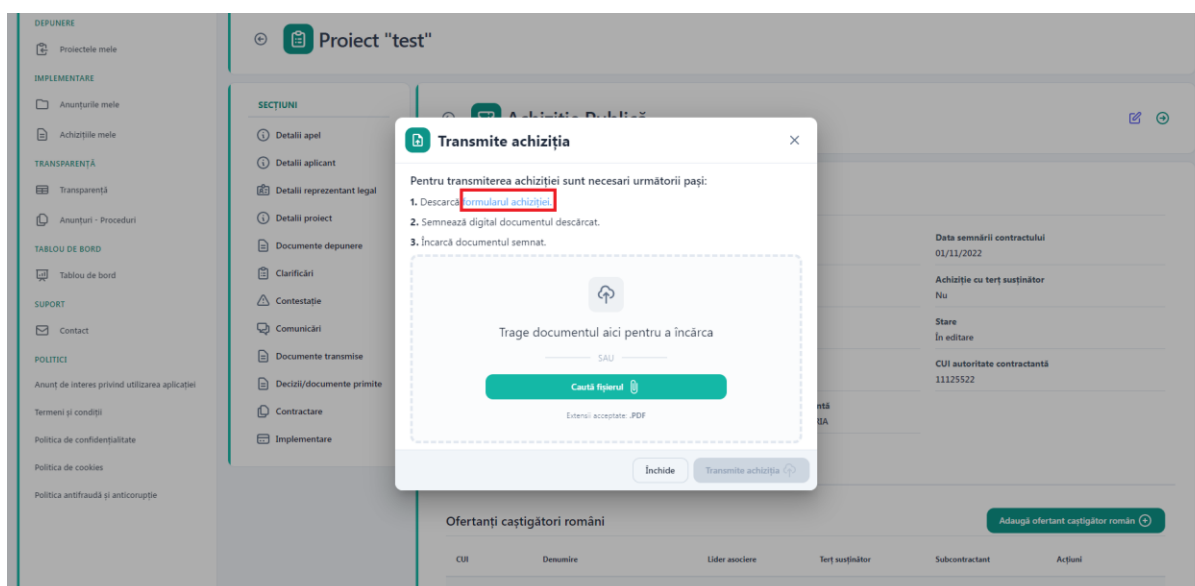 DEPUNERE
Proiectele mele
IMPLEMENTARE
Anunțurile mele
Achizițiile mele
TRANSPARENȚĂ
Transparență
Anunțuri - Proceduri
TABLOU DE BORD
Tablou de bord
SUPORT
Contact
POLITICI
Anunț de interes privind utilizarea aplicației
Termeni și condiții
Politica de confidențialitate
Politica de cookies
Politica antifraudă și anticorupție
Proiect "test"
SECȚIUNI
Detalii apel
Detalii aplicant
Detalii reprezentant legal
Detalii proiect
Documente depunere
Clarificări
Contestație
Comunicări
Documente transmise
Decizii/documente primite
Contractare
Implementare
Achiziție Publică
Transmite achiziția
Pentru transmiterea achiziției sunt necesari următorii pași:
1. Descarcă formularul achiziției.
2. Semnează digital documentul descărcat.
3. Încarcă documentul semnat.
Trage documentul aici pentru a încărca
SAU
Caută fișierul
Extensii acceptate: .PDF
Închide
Transmite achiziția
Data semnării contractului
01/11/2022
Achiziție cu terț susținător
Nu
Stare
În editare
CUI autoritate contractantă
11125522
Ofertanți caștigători români
Adaugă ofertant caștigător român
CUI Denumire Lider asociere Terț susținător Subcontractant Acțiuni